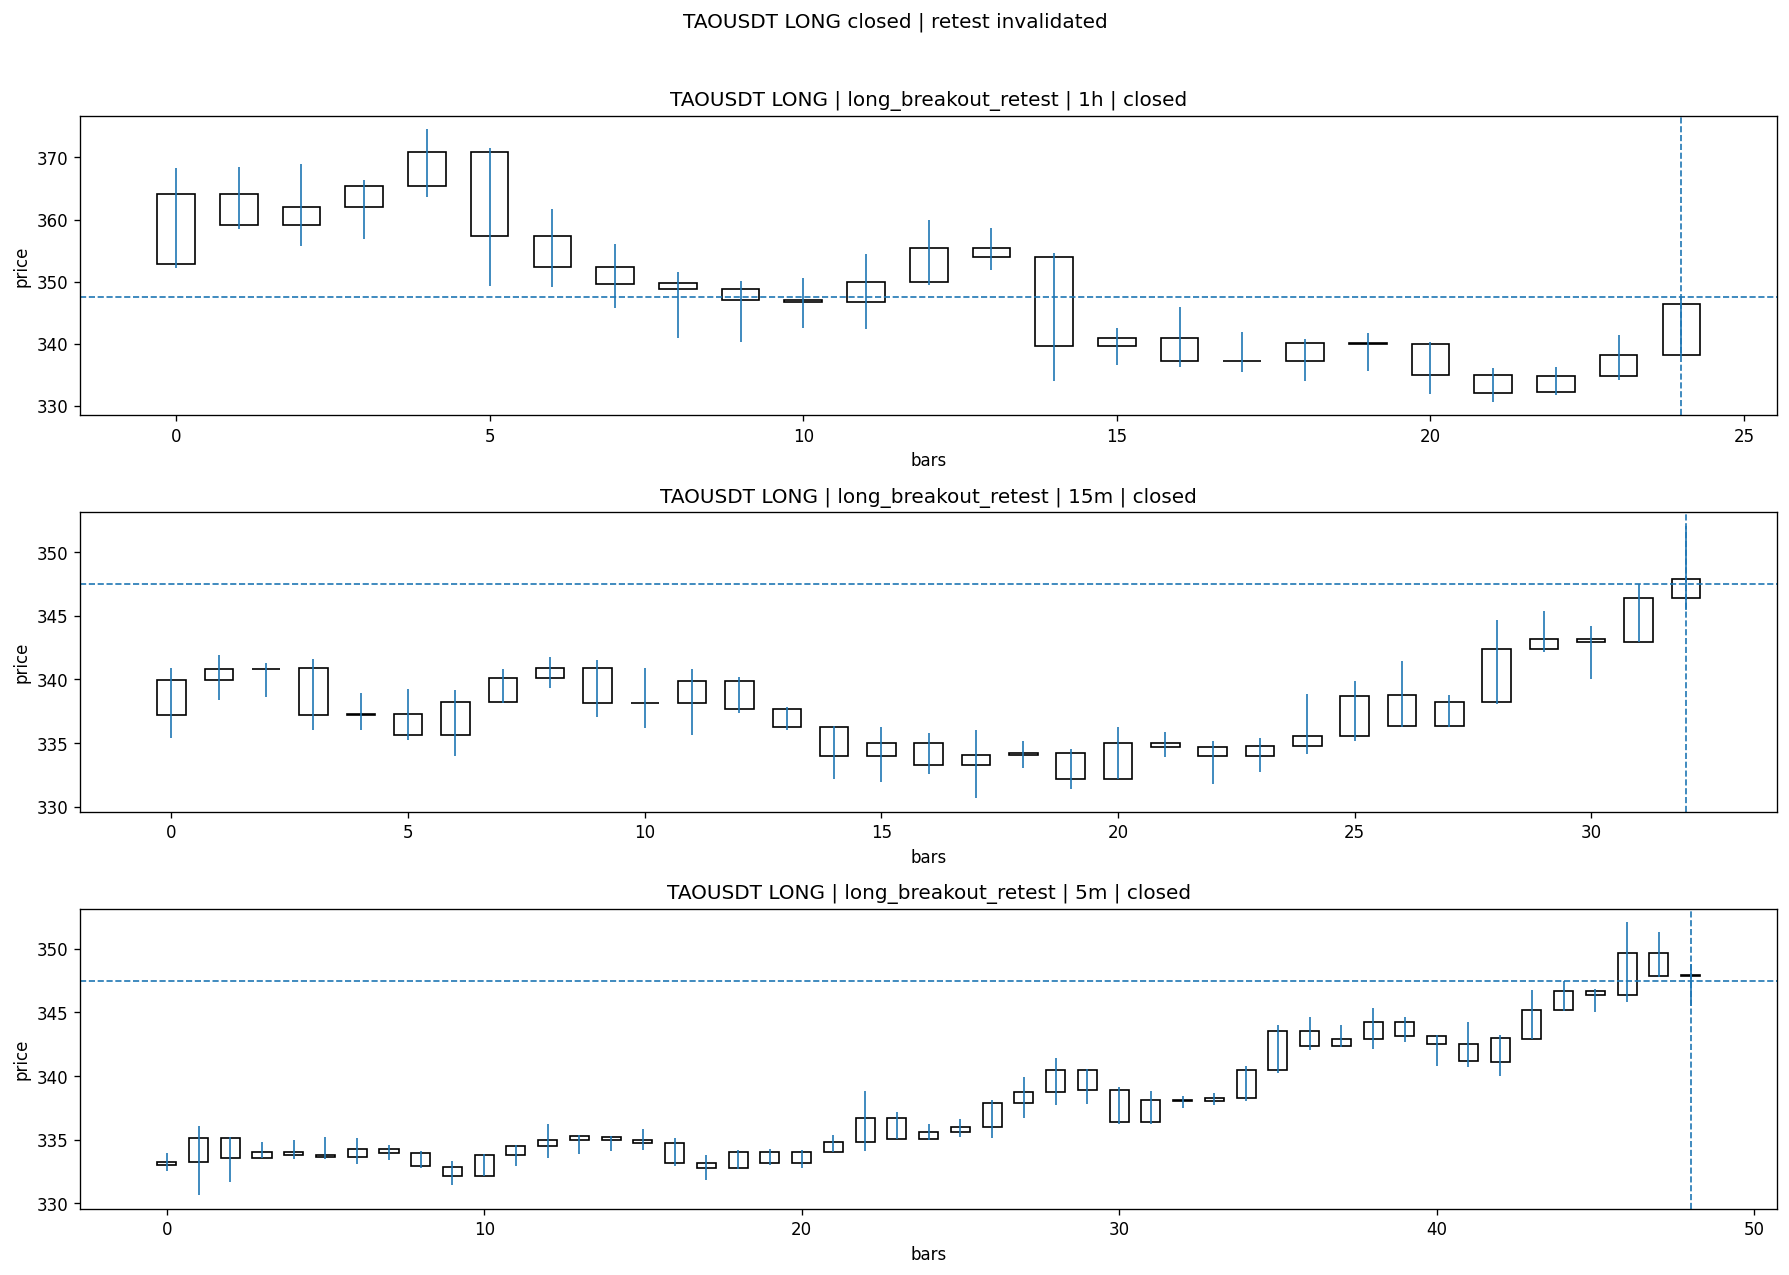 TAOUSDT LONG closed | retest invalidated
TAOUSDT LONG | long_breakout_retest | 1h | closed
price
370
360
350
340
330
0 5 10 15 20 25
bars
TAOUSDT LONG | long_breakout_retest | 15m | closed
price
350
345
340
335
330
0 5 10 15 20 25 30
bars
TAOUSDT LONG | long_breakout_retest | 5m | closed
price
350
345
340
335
330
0 10 20 30 40 50
bars